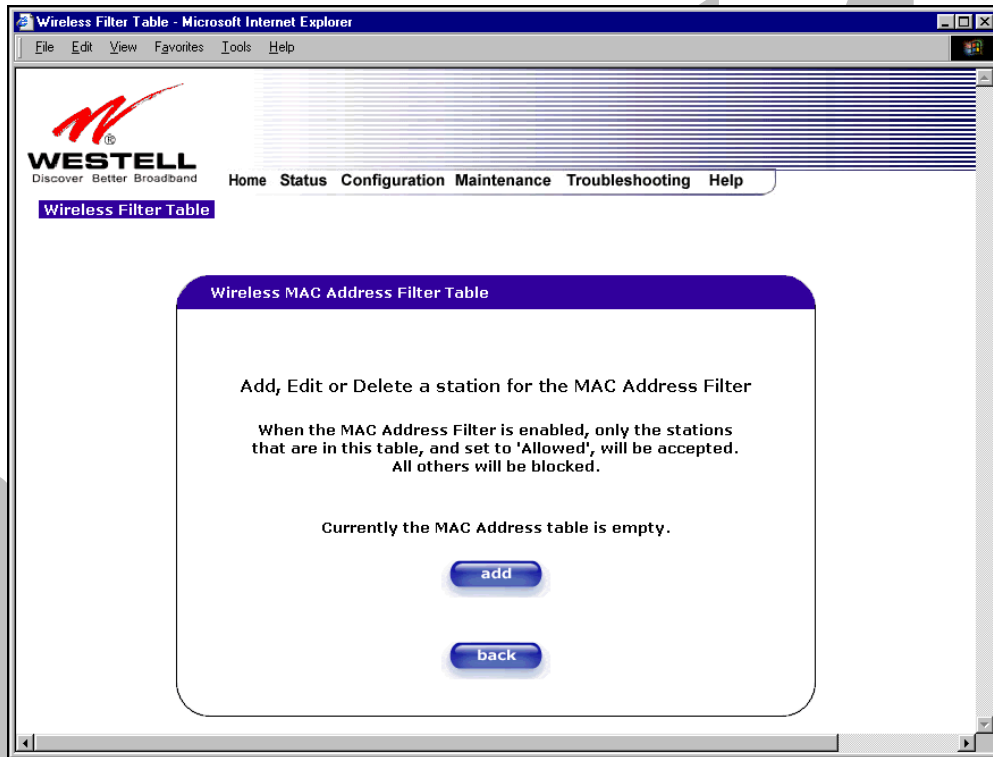 Wireless Filter Table - Microsoft Internet Explorer
File Edit View Favorites Tools Help
®
WESTELL
Discover Better Broadband
Home Status Configuration Maintenance Troubleshooting Help
Wireless Filter Table
Wireless MAC Address Filter Table
Add, Edit or Delete a station for the MAC Address Filter
When the MAC Address Filter is enabled, only the stations
that are in this table, and set to 'Allowed', will be accepted.
All others will be blocked.
Currently the MAC Address table is empty.
add
back